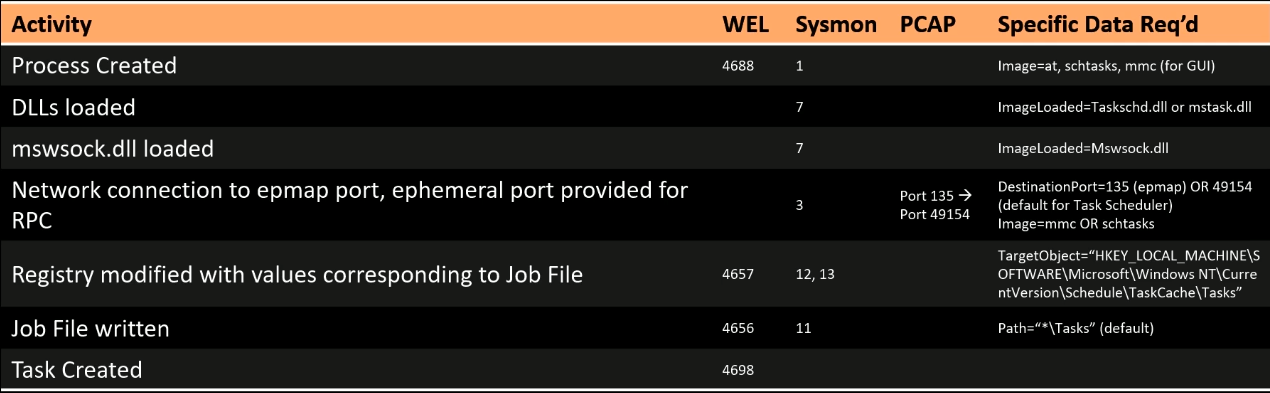 Activity WEL Sysmon PCAP Specific Data Req’d
Process Created 4688 1 Image=at, schtasks, mmc (for GUI)
DLLs loaded 7 ImageLoaded=Taskschd.dll or mstask.dll
mswsock.dll loaded 7 ImageLoaded=Mswsock.dll
Network connection to epmap port, ephemeral port provided for
RPC
3
Port 135 →
Port 49154
DestinationPort=135 (epmap) OR 49154
(default for Task Scheduler)
Image=mmc OR schtasks
Registry modified with values corresponding to Job File 4657 12, 13
TargetObject=“HKEY_LOCAL_MACHINE\S
OFTWARE\Microsoft\Windows NT\Curre
ntVersion\Schedule\TaskCache\Tasks”
Job File written 4656 11 Path=“*\Tasks” (default)
Task Created 4698